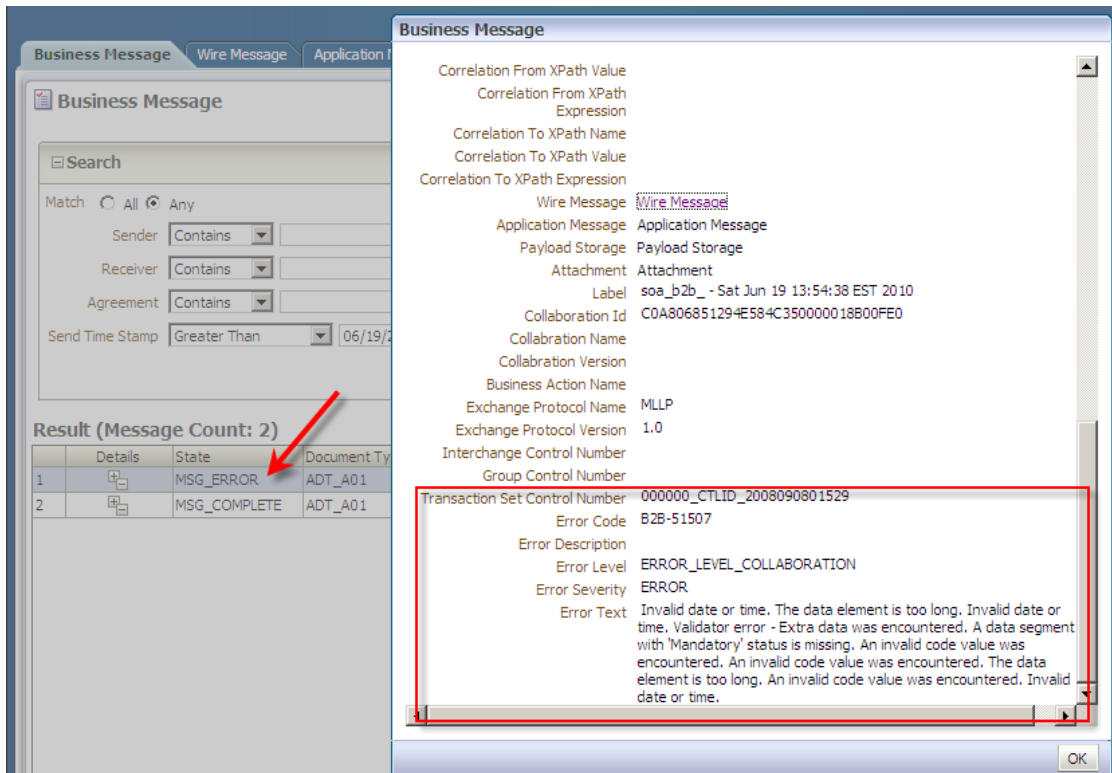 Business Message
Wire Message
Application
Business Message
Search
Match All Any
Sender Contains
Receiver Contains
Agreement Contains
Send Time Stamp Greater Than 06/19/2
Result (Message Count: 2)
Details State Document Ty
1 MSG_ERROR ADT_A01
2 MSG_COMPLETE ADT_A01
Business Message
Correlation From XPath Value
Correlation From XPath
Expression
Correlation To XPath Name
Correlation To XPath Value
Correlation To XPath Expression
Wire Message Wire Message
Application Message Application Message
Payload Storage Payload Storage
Attachment Attachment
Label soa_b2b_ - Sat Jun 19 13:54:38 EST 2010
Collaboration Id C0A806851294E584C350000018B00FE0
Collabration Name
Collabration Version
Business Action Name
Exchange Protocol Name MLLP
Exchange Protocol Version 1.0
Interchange Control Number
Group Control Number
Transaction Set Control Number 000000_CTLID_2008090801529
Error Code B2B-51507
Error Description
Error Level ERROR_LEVEL_COLLABORATION
Error Severity ERROR
Error Text Invalid date or time. The data element is too long. Invalid date or
time. Validator error - Extra data was encountered. A data segment
with 'Mandatory' status is missing. An invalid code value was
encountered. An invalid code value was encountered. The data
element is too long. An invalid code value was encountered. Invalid
date or time.
OK